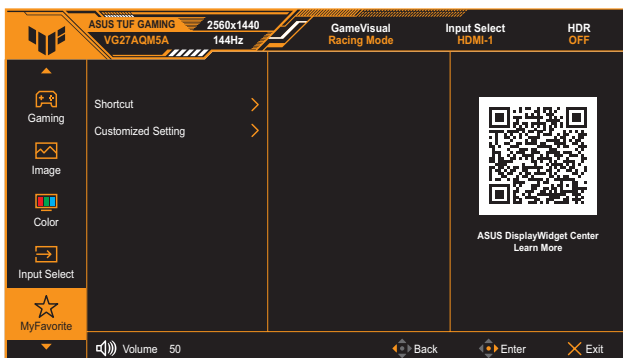 ASUS TUF GAMING 2560x1440 GameVisual Input Select HDR
VG27AQM5A 144Hz Racing Mode HDMI-1 OFF
Gaming
Shortcut
Customized Setting
Image
Color
ASUS DisplayWidget Center
Learn More
Input Select
MyFavorite
Volume 50 Back Enter Exit